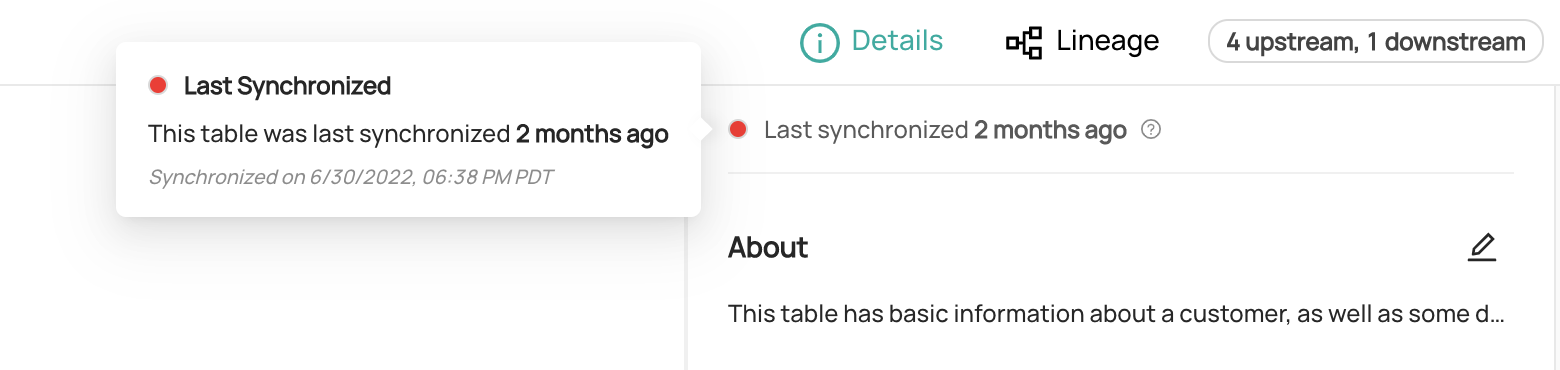 Details
Lineage
4 upstream, 1 downstream
Last Synchronized
This table was last synchronized 2 months ago
Synchronized on 6/30/2022, 06:38 PM PDT
Last synchronized 2 months ago
About
This table has basic information about a customer, as well as some d...